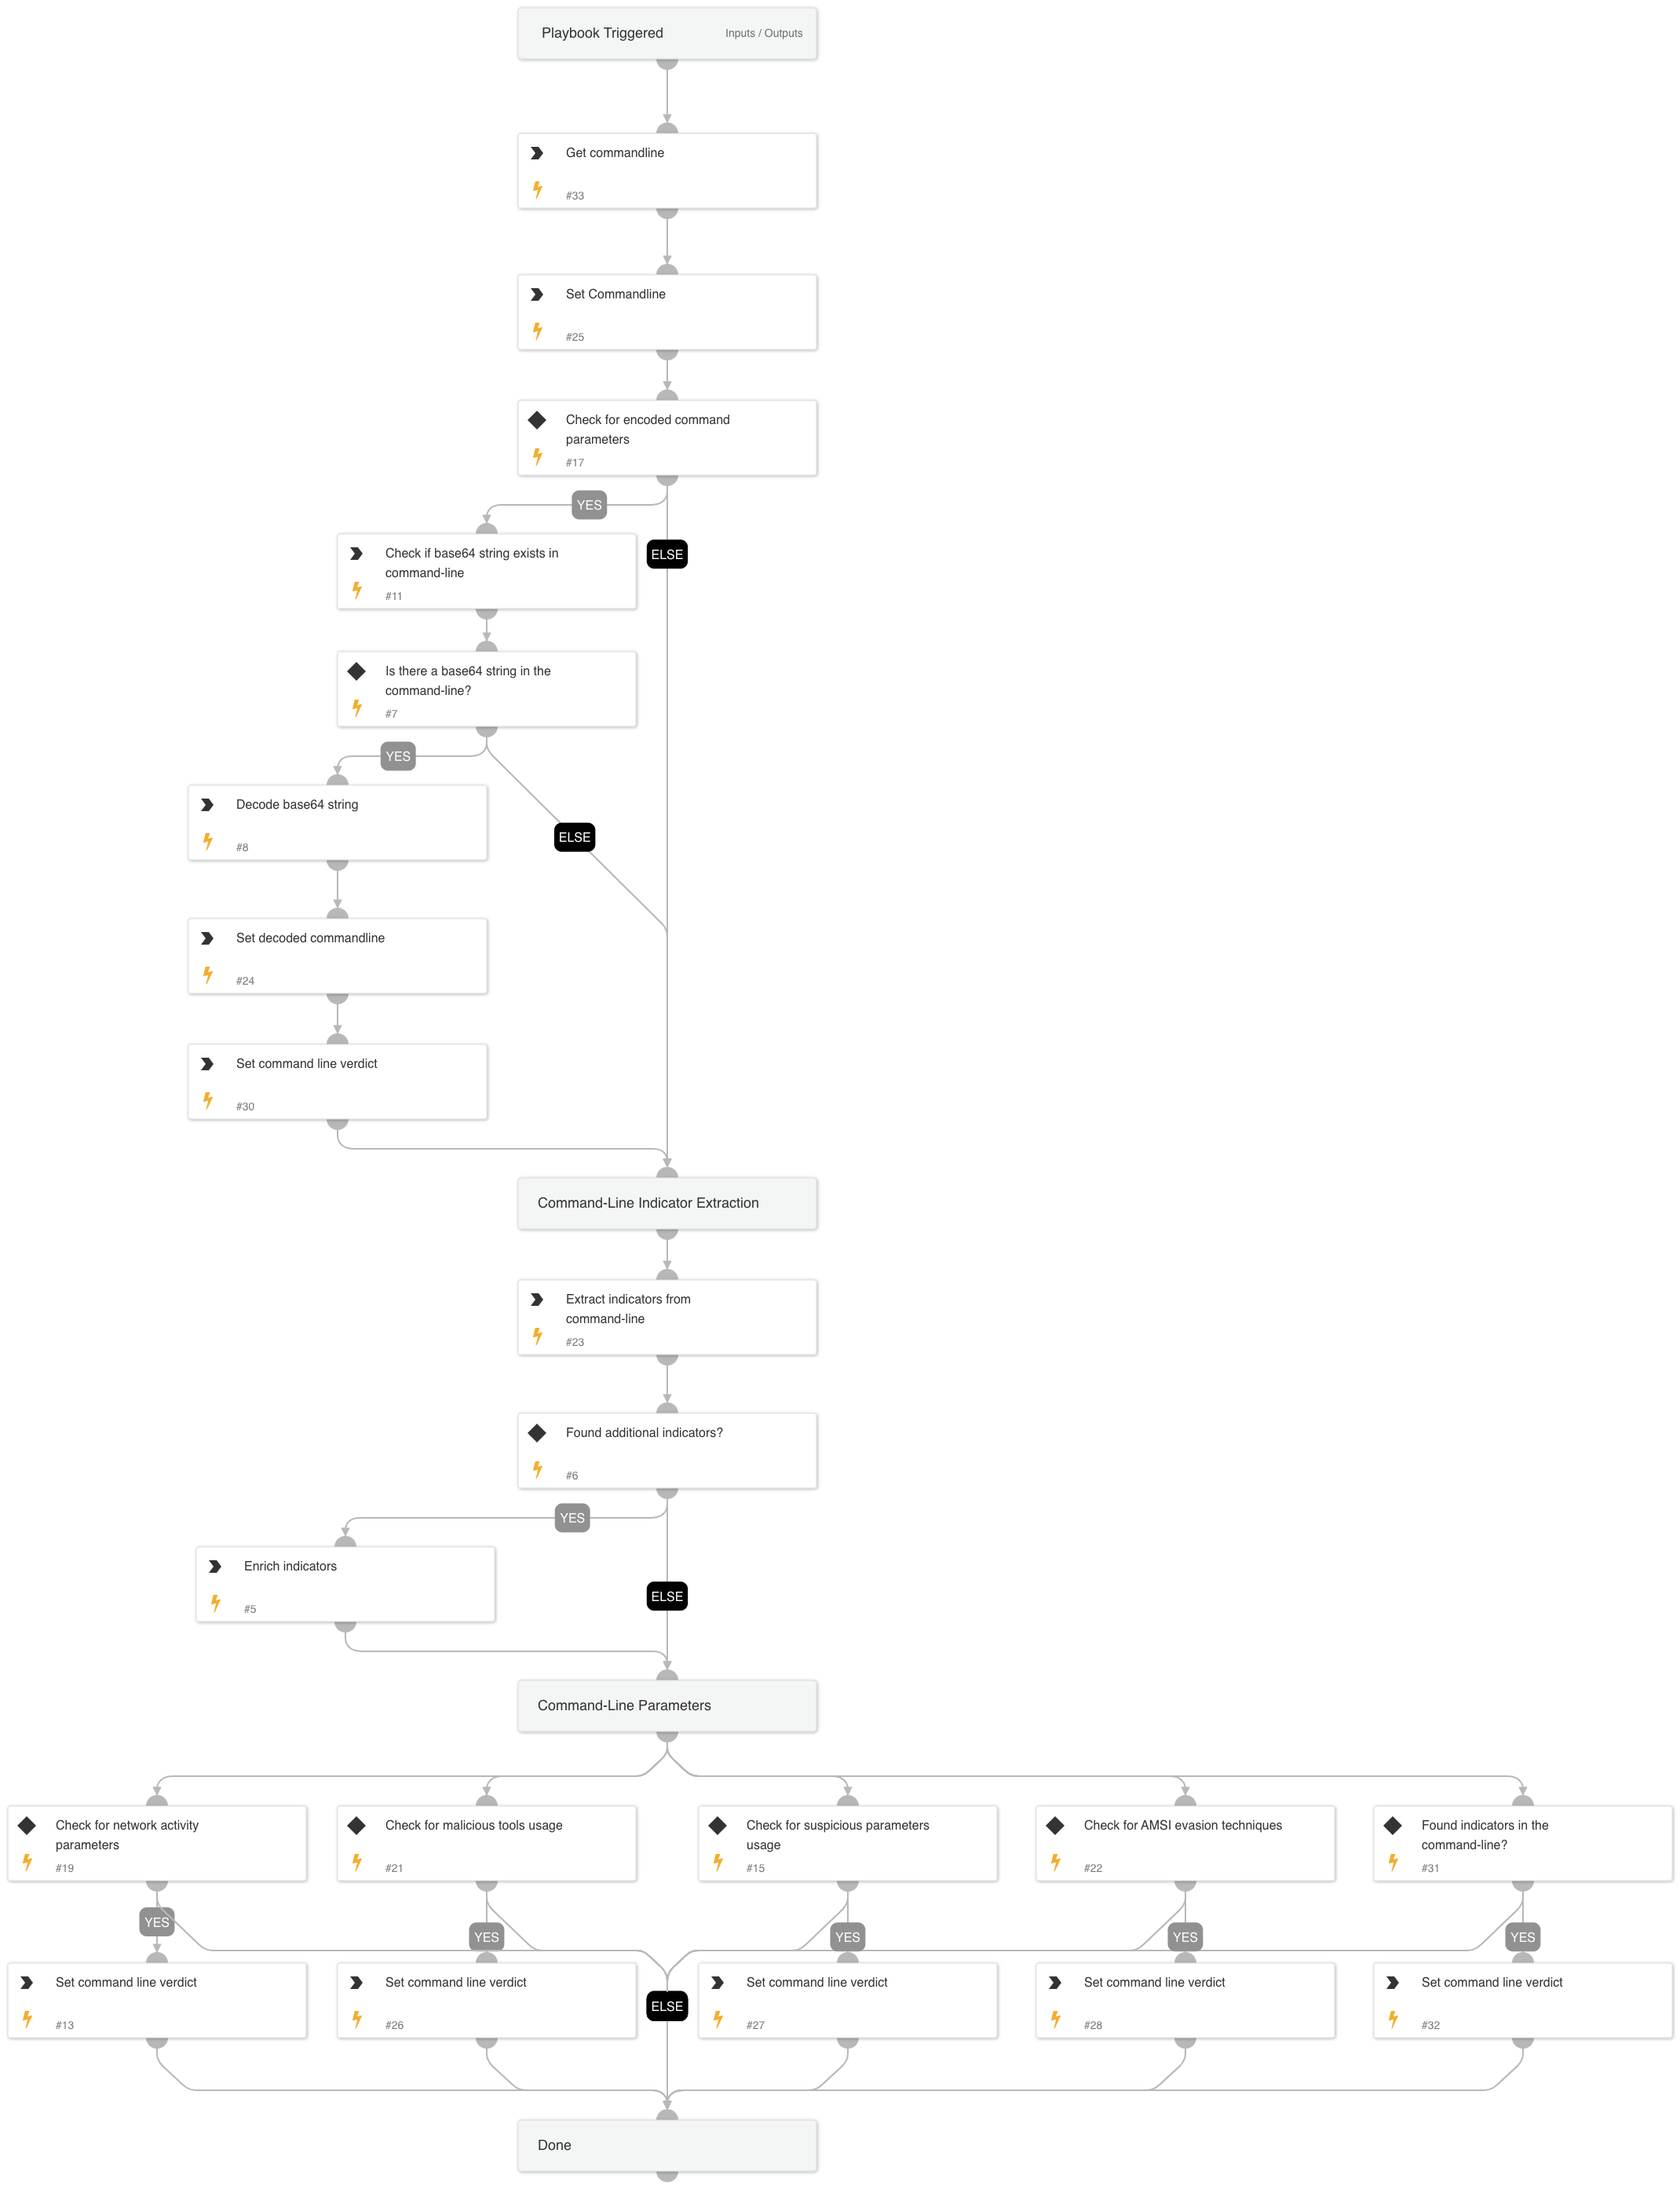 Playbook Triggered
Inputs / Outputs
Get commandline
#33
Set Commandline
#25
Check for encoded command
parameters
#17
YES
ELSE
Check if base64 string exists in
command-line
#11
Is there a base64 string in the
command-line?
#7
YES
ELSE
Decode base64 string
#8
Set decoded commandline
#24
Set command line verdict
#30
Command-Line Indicator Extraction
Extract indicators from
command-line
#23
Found additional indicators?
#6
YES
ELSE
Enrich indicators
#5
Command-Line Parameters
Check for network activity
parameters
#19
Check for malicious tools usage
#21
Check for suspicious parameters
usage
#15
Check for AMSI evasion techniques
#22
Found indicators in the
command-line?
#31
YES
YES
YES
YES
YES
Set command line verdict
#13
Set command line verdict
#26
ELSE
Set command line verdict
#27
Set command line verdict
#28
Set command line verdict
#32
Done